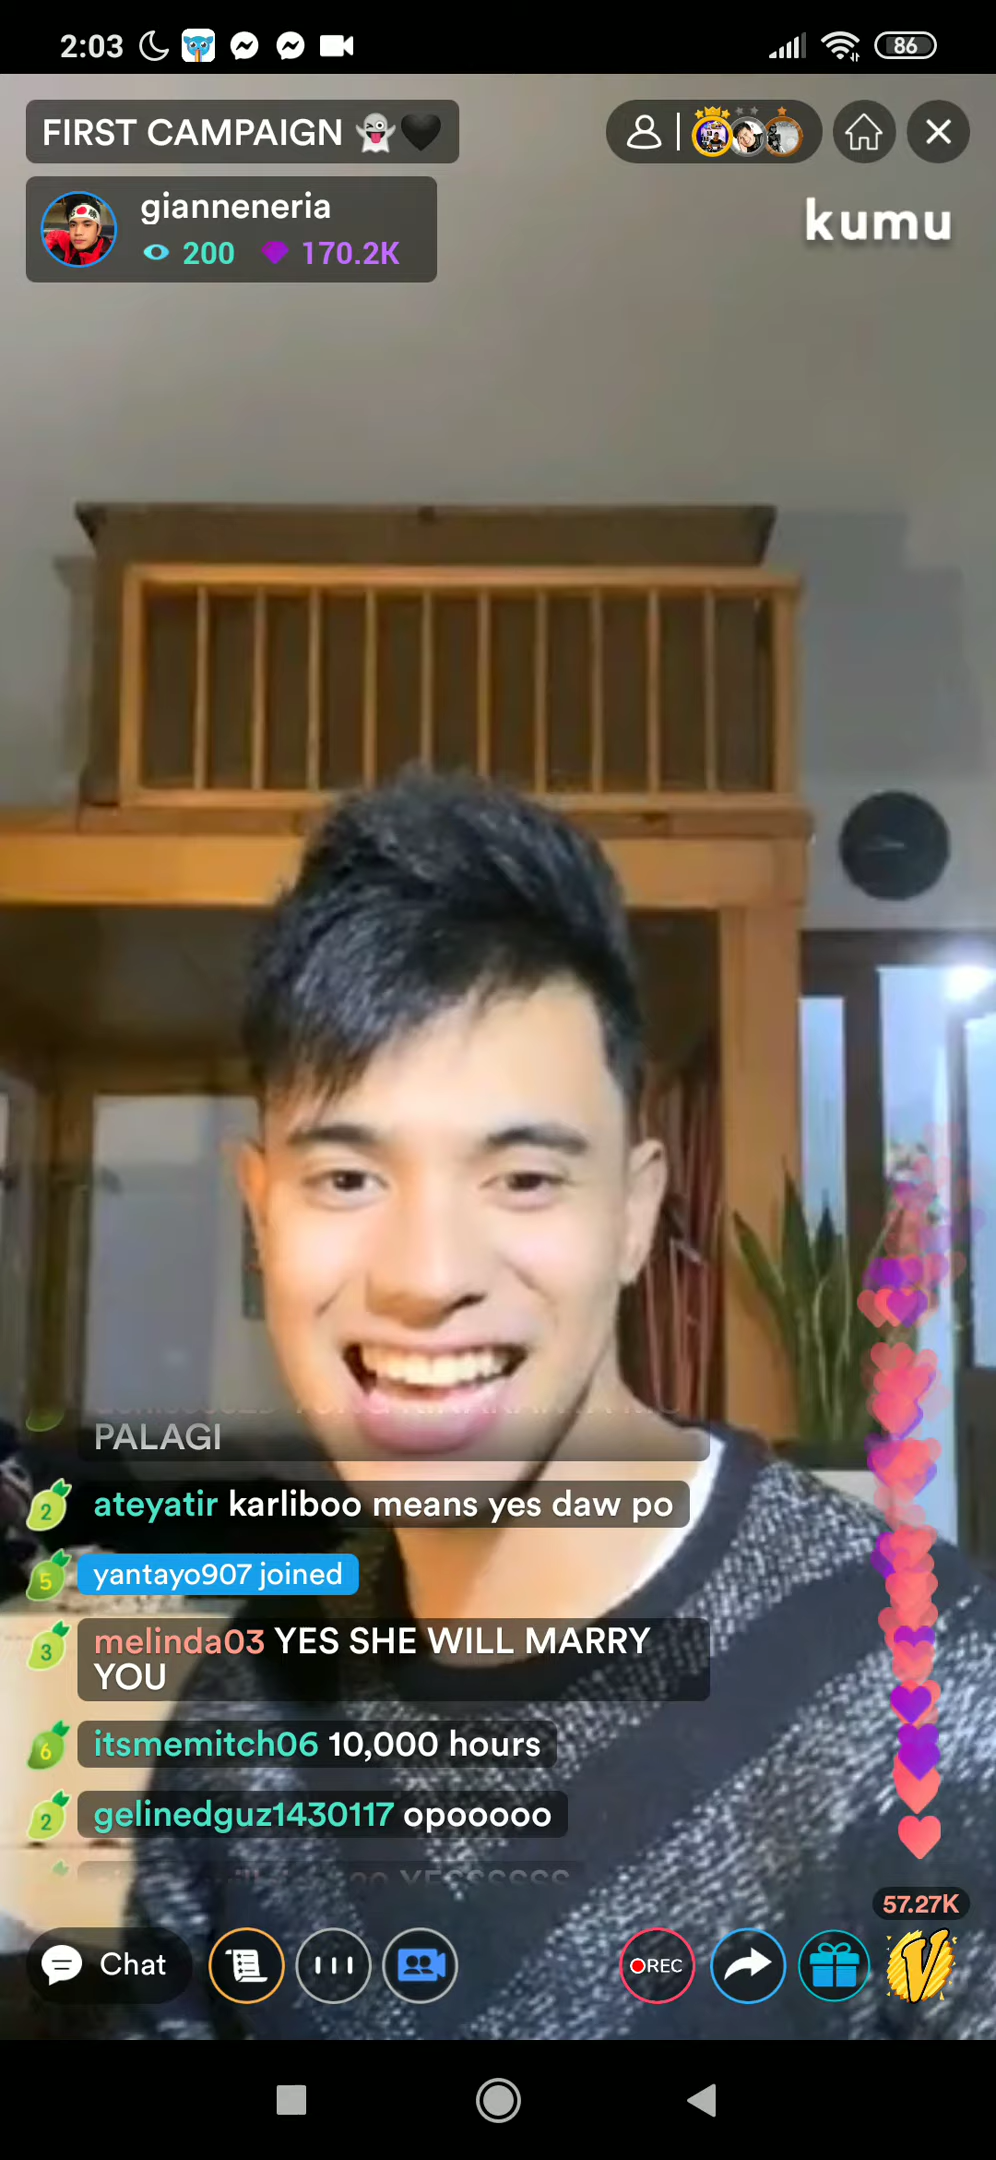 2:03
86
FIRST CAMPAIGN 👻🖤
gianneneria
200 170.2K
kumu
PALAGI
2 ateyatir karliboo means yes daw po
5 yantayo907 joined
3 melinda03 YES SHE WILL MARRY
YOU
6 itsmemitch06 10,000 hours
2 gelinedguz1430117 opooooo
57.27K
Chat
REC
V